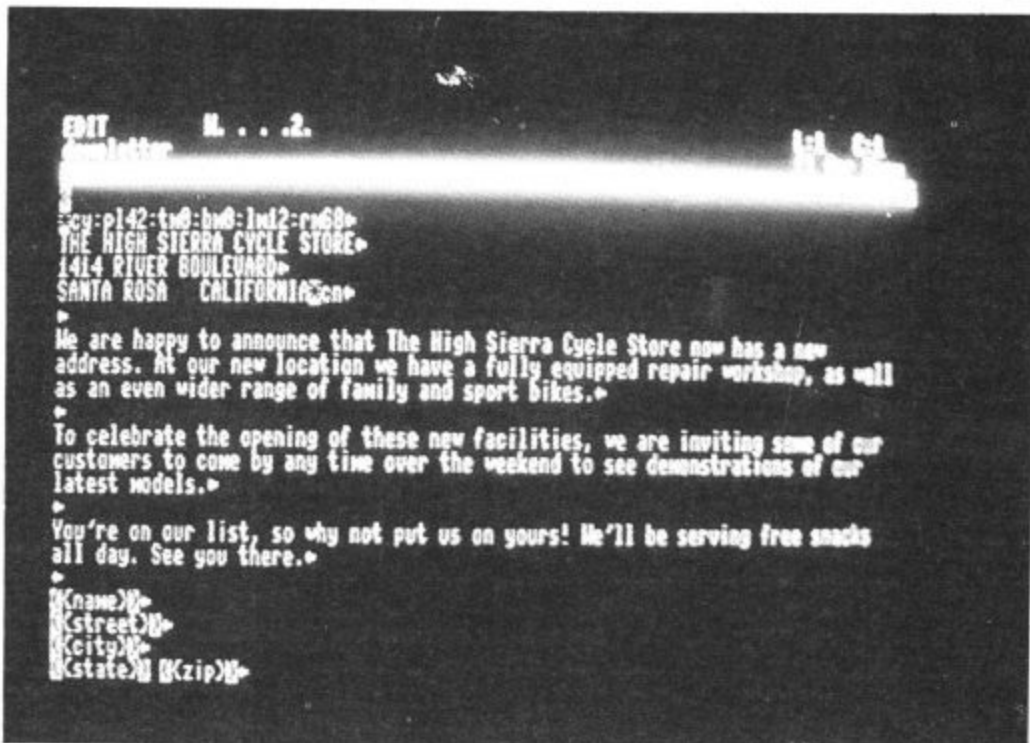 EDIT N. . . .2.
L:1 C:1
cy:pl42:tm8:bm8:lm12:rm68
THE HIGH SIERRA CYCLE STORE
1414 RIVER BOULEVARD
SANTA ROSA CALIFORNIA cn
We are happy to announce that The High Sierra Cycle Store now has a new
address. At our new location we have a fully equipped repair workshop, as well
as an even wider range of family and sport bikes.
To celebrate the opening of these new facilities, we are inviting some of our
customers to come by any time over the weekend to see demonstrations of our
latest models.
You're on our list, so why not put us on yours! We'll be serving free snacks
all day. See you there.
<name>
<street>
<city>
<state> <zip>